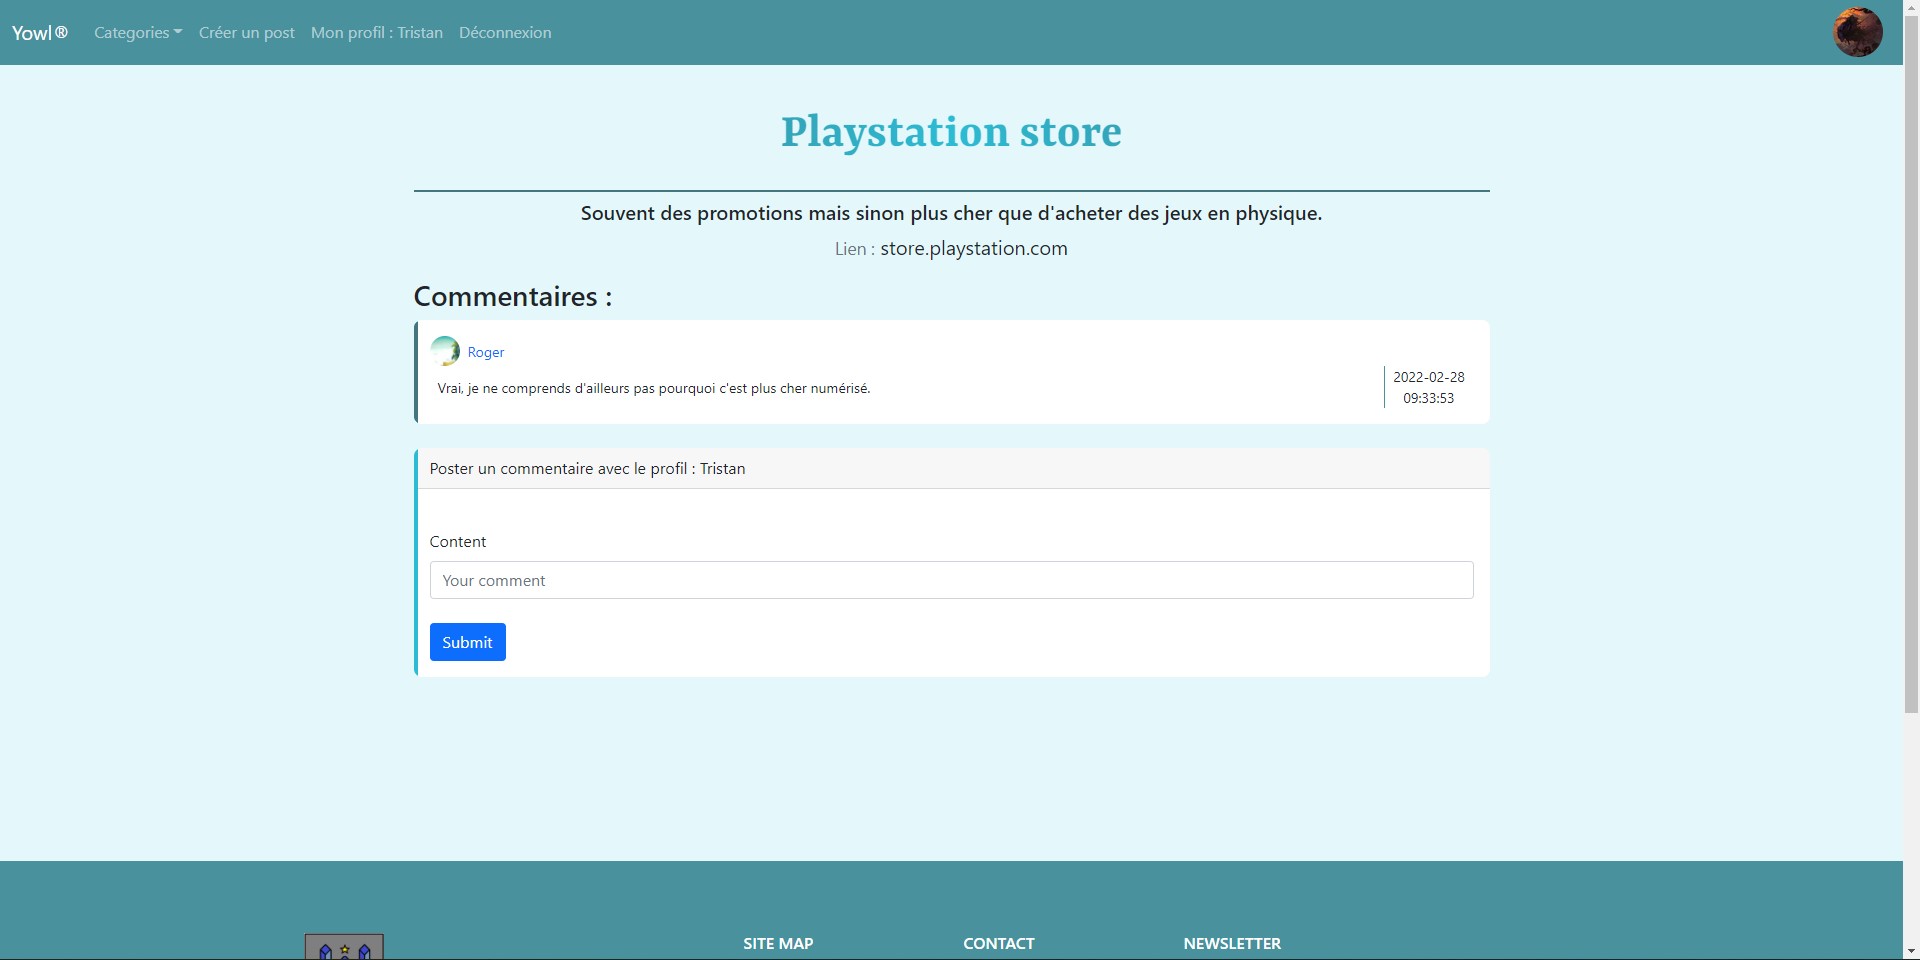 Yowl ®
Categories
Créer un post
Mon profil : Tristan
Déconnexion
Playstation store
Souvent des promotions mais sinon plus cher que d'acheter des jeux en physique.
Lien : store.playstation.com
Commentaires :
Roger
Vrai, je ne comprends d'ailleurs pas pourquoi c'est plus cher numérisé.
2022-02-28
09:33:53
Poster un commentaire avec le profil : Tristan
Content
Your comment
Submit
SITE MAP
CONTACT
NEWSLETTER